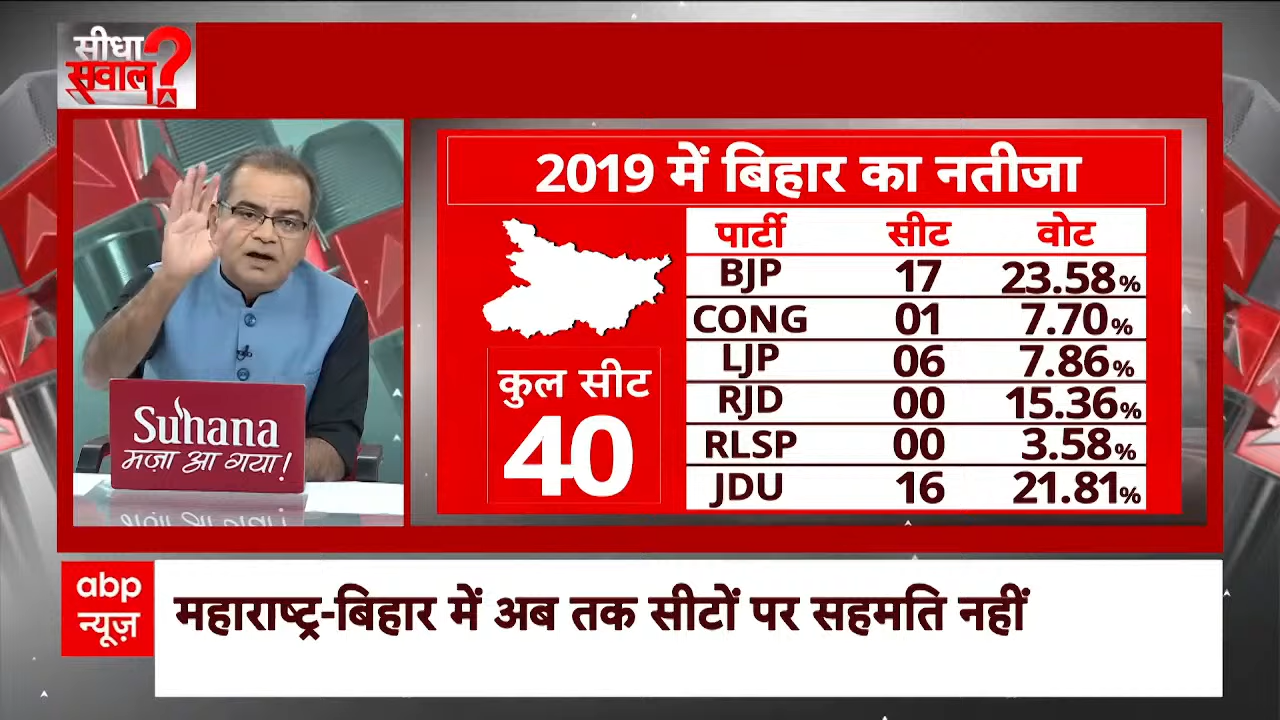 सीधा
सवाल?
2019 में बिहार का नतीजा
पार्टी सीट वोट
BJP 17 23.58%
CONG 01 7.70%
LJP 06 7.86%
RJD 00 15.36%
RLSP 00 3.58%
JDU 16 21.81%
कुल सीट
40
Suhana
मज़ा आ गया!
abp
न्यूज़
महाराष्ट्र-बिहार में अब तक सीटों पर सहमति नहीं